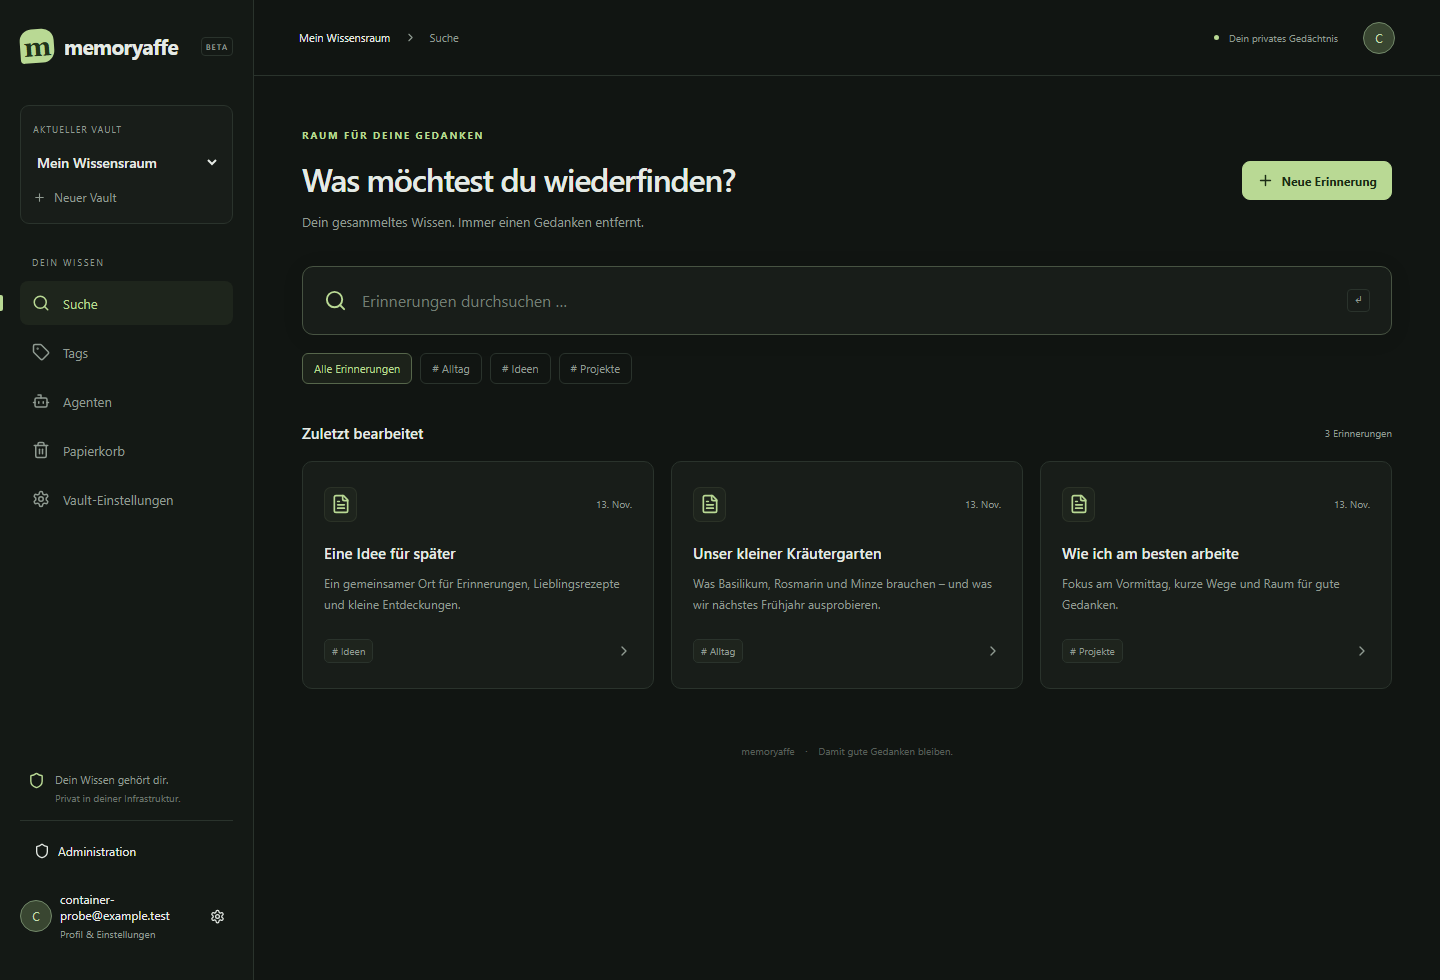 m memoryaffe BETA
AKTUELLER VAULT
Mein Wissensraum
+ Neuer Vault
DEIN WISSEN
Suche
Tags
Agenten
Papierkorb
Vault-Einstellungen
Dein Wissen gehört dir.
Privat in deiner Infrastruktur.
Administration
C
container-
probe@example.test
Profil & Einstellungen
Mein Wissensraum > Suche
Dein privates Gedächtnis
C
RAUM FÜR DEINE GEDANKEN
Was möchtest du wiederfinden?
Dein gesammeltes Wissen. Immer einen Gedanken entfernt.
+ Neue Erinnerung
Erinnerungen durchsuchen ...
↵
Alle Erinnerungen
# Alltag
# Ideen
# Projekte
Zuletzt bearbeitet
3 Erinnerungen
13. Nov.
Eine Idee für später
Ein gemeinsamer Ort für Erinnerungen, Lieblingsrezepte
und kleine Entdeckungen.
# Ideen
13. Nov.
Unser kleiner Kräutergarten
Was Basilikum, Rosmarin und Minze brauchen – und was
wir nächstes Frühjahr ausprobieren.
# Alltag
13. Nov.
Wie ich am besten arbeite
Fokus am Vormittag, kurze Wege und Raum für gute
Gedanken.
# Projekte
memoryaffe · Damit gute Gedanken bleiben.